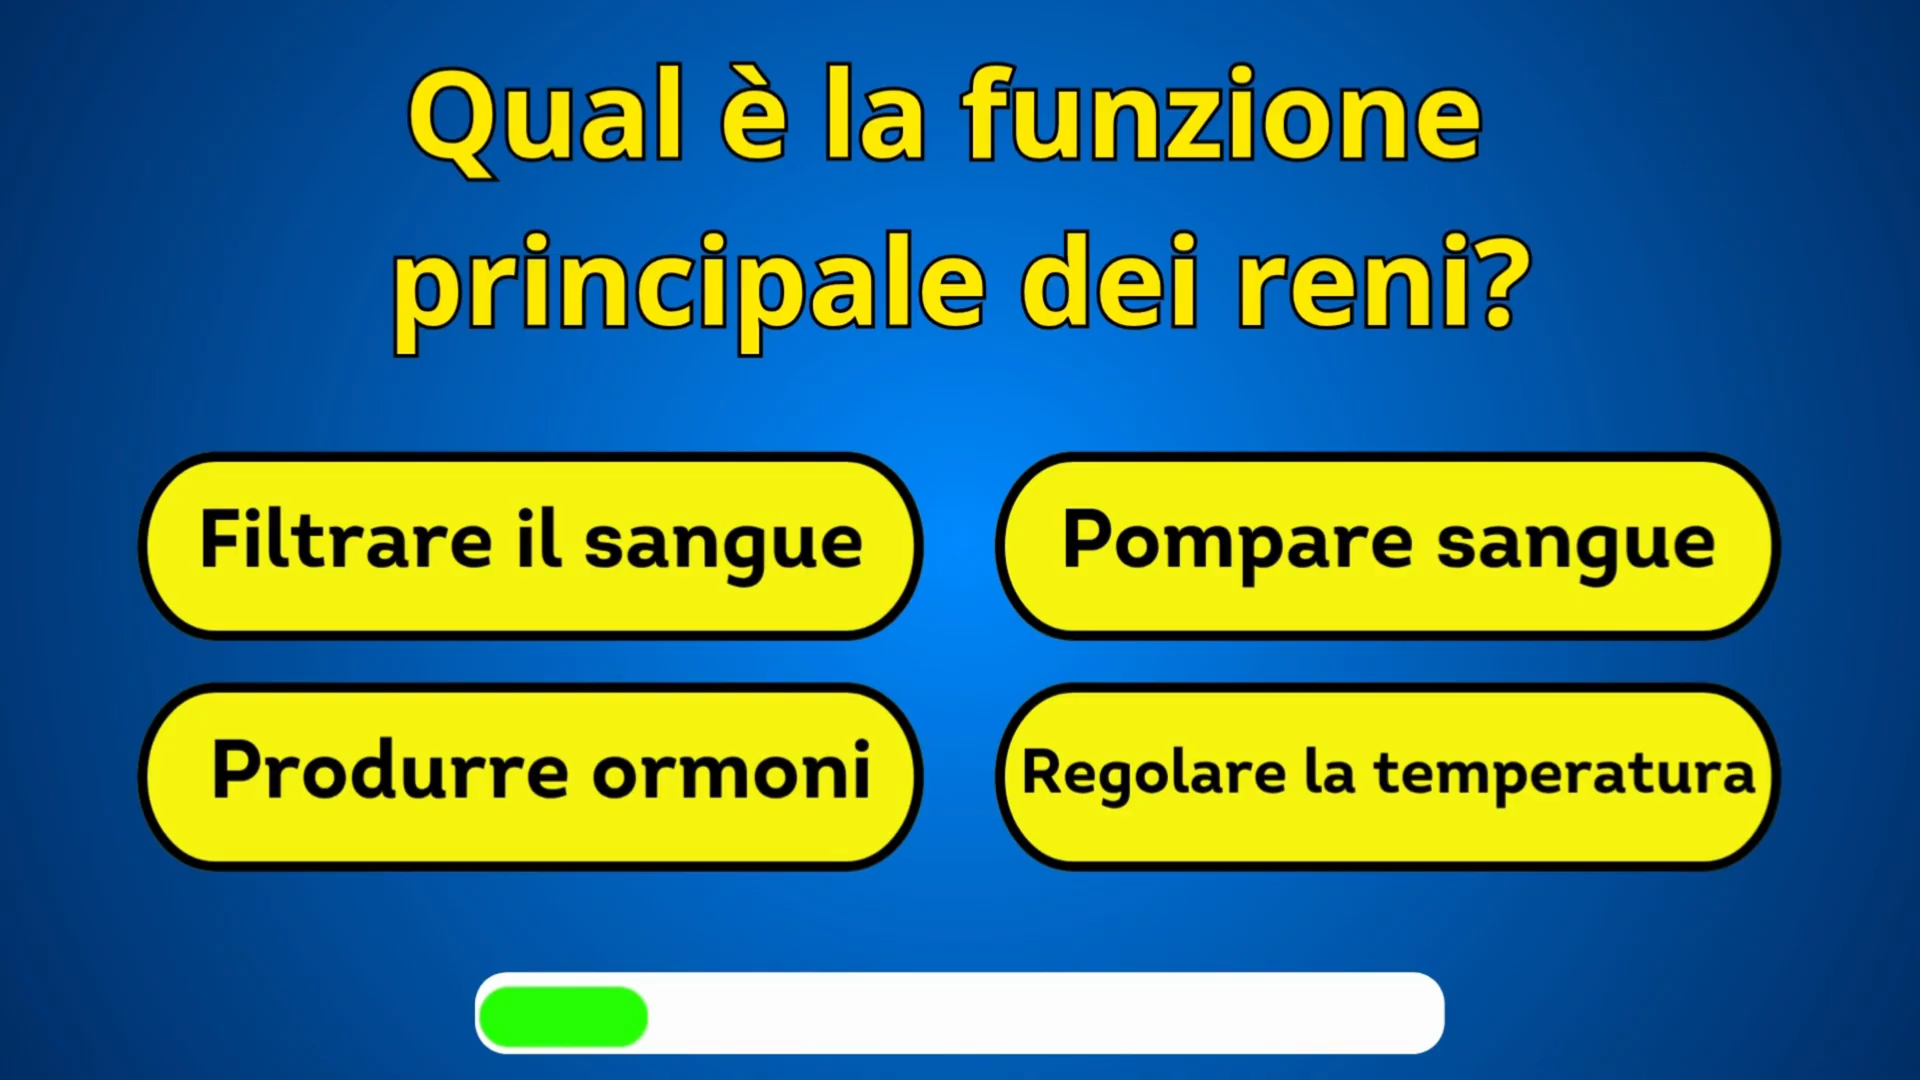 Qual è la funzione
principale dei reni?
Filtrare il sangue
Pompare sangue
Produrre ormoni
Regolare la temperatura